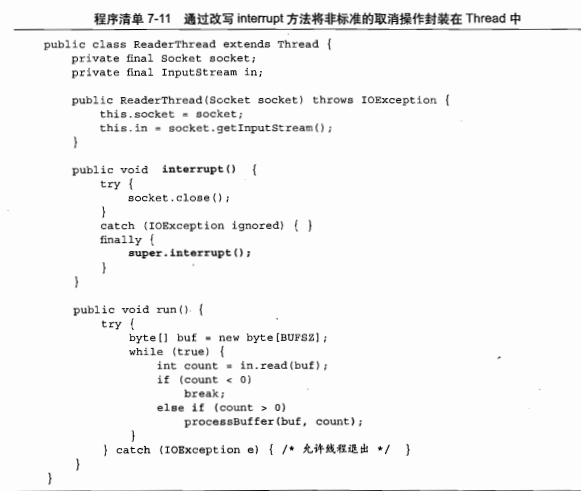 程序清单 7-11 通过改写 interrupt 方法将非标准的取消操作封装在 Thread 中
public class ReaderThread extends Thread {
private final Socket socket;
private final InputStream in;
public ReaderThread(Socket socket) throws IOException {
this.socket = socket;
this.in = socket.getInputStream();
}
public void interrupt() {
try {
socket.close();
}
catch (IOException ignored) { }
finally {
super.interrupt();
}
}
public void run() {
try {
byte[] buf = new byte[BUFSZ];
while (true) {
int count = in.read(buf);
if (count < 0)
break;
else if (count > 0)
processBuffer(buf, count);
}
} catch (IOException e) { /* 允许线程退出 */ }
}
}